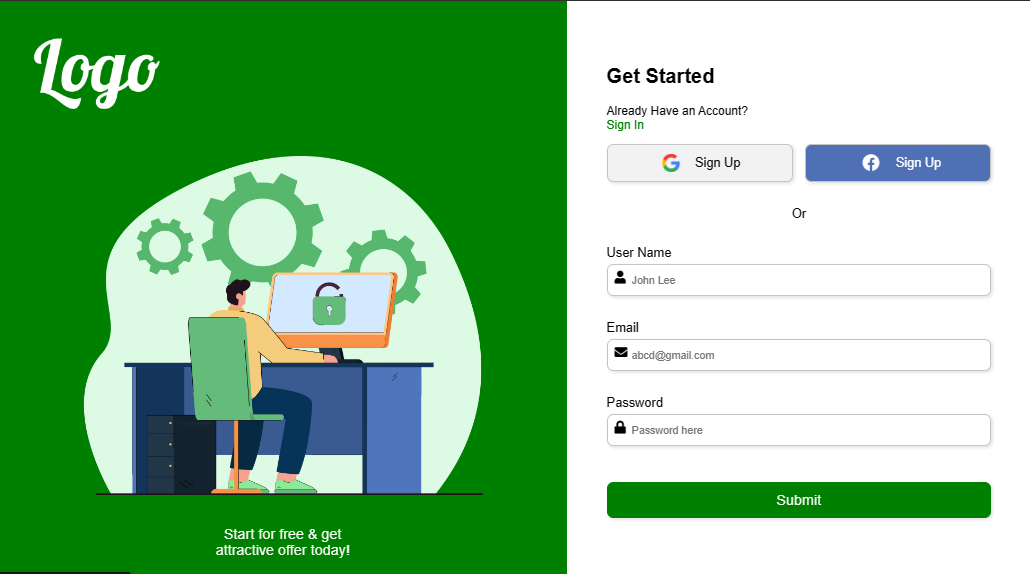 Logo
Start for free & get
attractive offer today!
Get Started
Already Have an Account?
Sign In
Sign Up
Sign Up
Or
User Name
John Lee
Email
abcd@gmail.com
Password
Password here
Submit